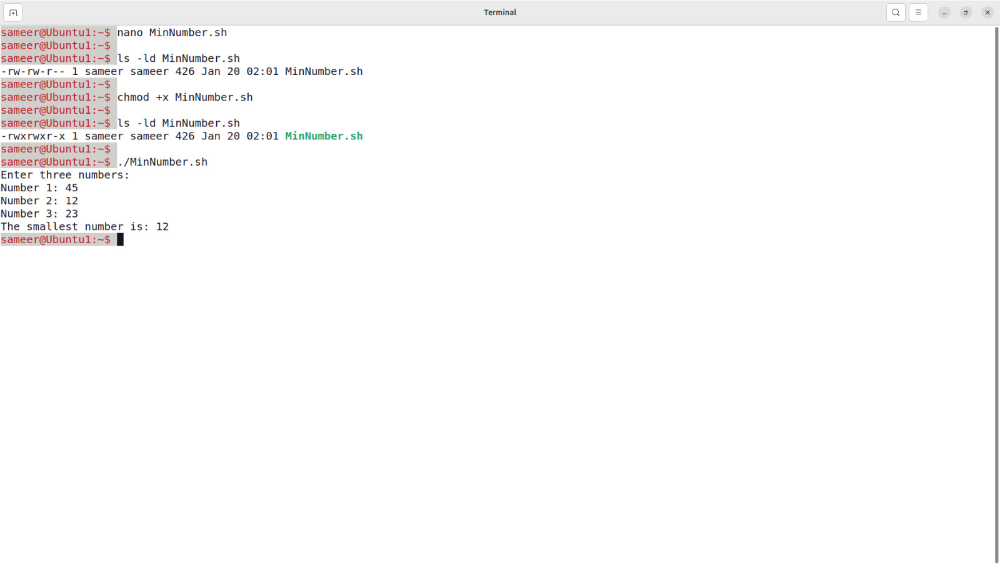 Terminal
sameer@Ubuntu1:~$ nano MinNumber.sh
sameer@Ubuntu1:~$
sameer@Ubuntu1:~$ ls -ld MinNumber.sh
-rw-rw-r-- 1 sameer sameer 426 Jan 20 02:01 MinNumber.sh
sameer@Ubuntu1:~$
sameer@Ubuntu1:~$ chmod +x MinNumber.sh
sameer@Ubuntu1:~$
sameer@Ubuntu1:~$ ls -ld MinNumber.sh
-rwxrwxr-x 1 sameer sameer 426 Jan 20 02:01 MinNumber.sh
sameer@Ubuntu1:~$
sameer@Ubuntu1:~$ ./MinNumber.sh
Enter three numbers:
Number 1: 45
Number 2: 12
Number 3: 23
The smallest number is: 12
sameer@Ubuntu1:~$